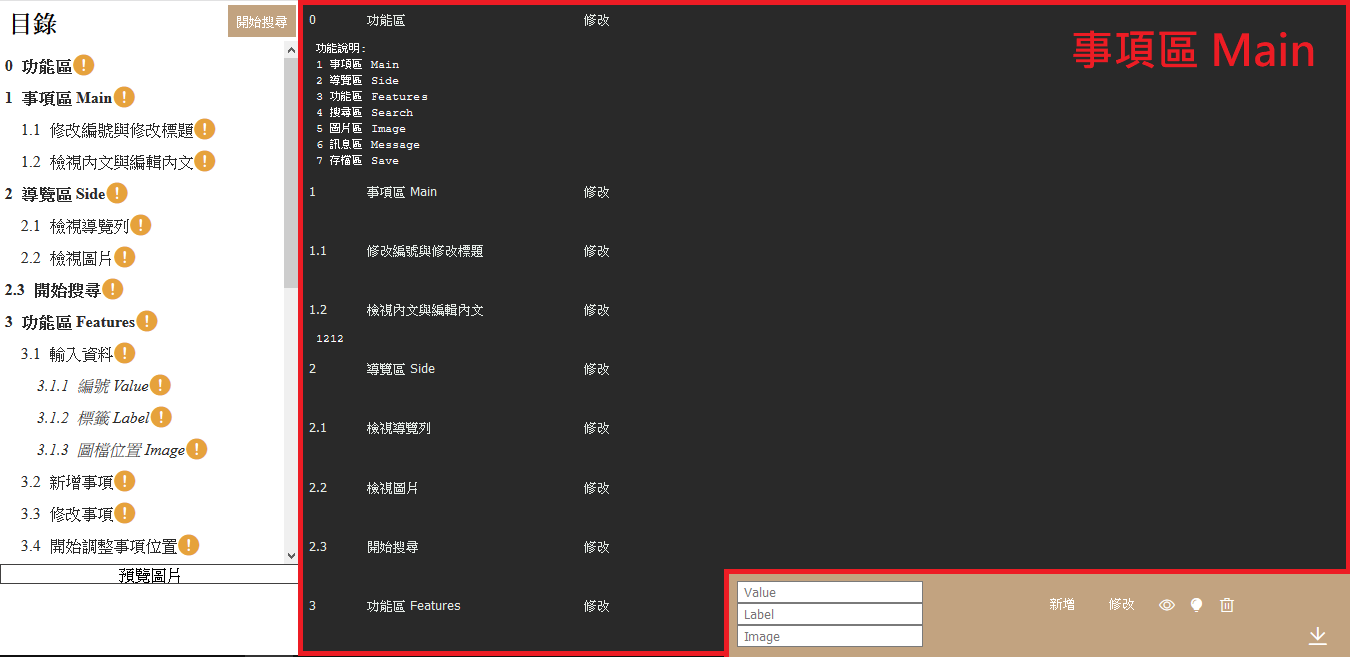 目錄
開始搜尋
0 功能區!
1 事項區 Main!
1.1 修改編號與修改標題!
1.2 檢視內文與編輯內文!
2 導覽區 Side!
2.1 檢視導覽列!
2.2 檢視圖片!
2.3 開始搜尋!
3 功能區 Features!
3.1 輸入資料!
3.1.1 編號 Value!
3.1.2 標籤 Label!
3.1.3 圖檔位置 Image!
3.2 新增事項!
3.3 修改事項!
3.4 開始調整事項位置!
預覽圖片
0 功能區 修改
功能說明:
1 事項區 Main
2 導覽區 Side
3 功能區 Features
4 搜尋區 Search
5 圖片區 Image
6 訊息區 Message
7 存檔區 Save
事項區 Main
1 事項區 Main 修改
1.1 修改編號與修改標題 修改
1.2 檢視內文與編輯內文 修改
1212
2 導覽區 Side 修改
2.1 檢視導覽列 修改
2.2 檢視圖片 修改
2.3 開始搜尋 修改
3 功能區 Features 修改
Value
Label
Image
新增 修改